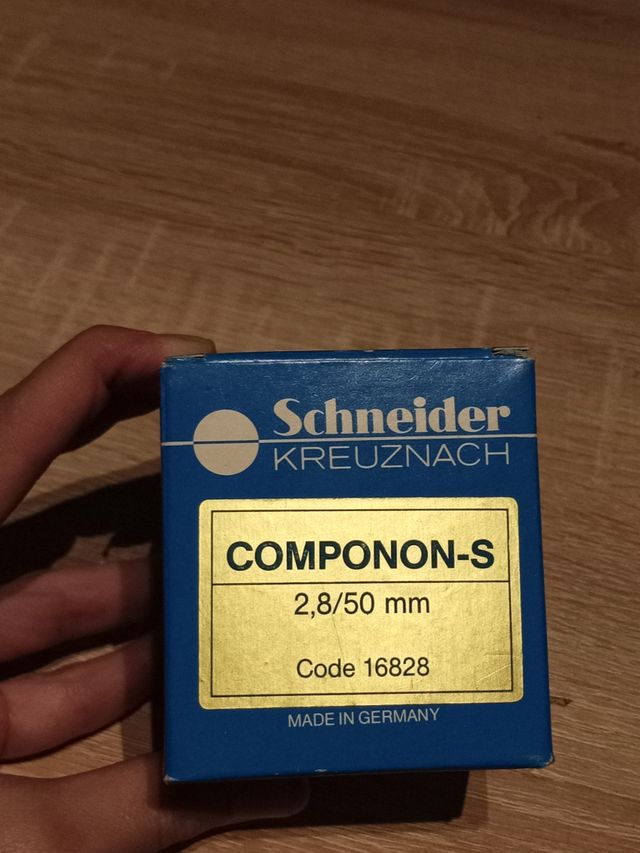 Schneider
KREUZNACH
COMPONON-S
2,8/50 mm
Code 16828
MADE IN GERMANY